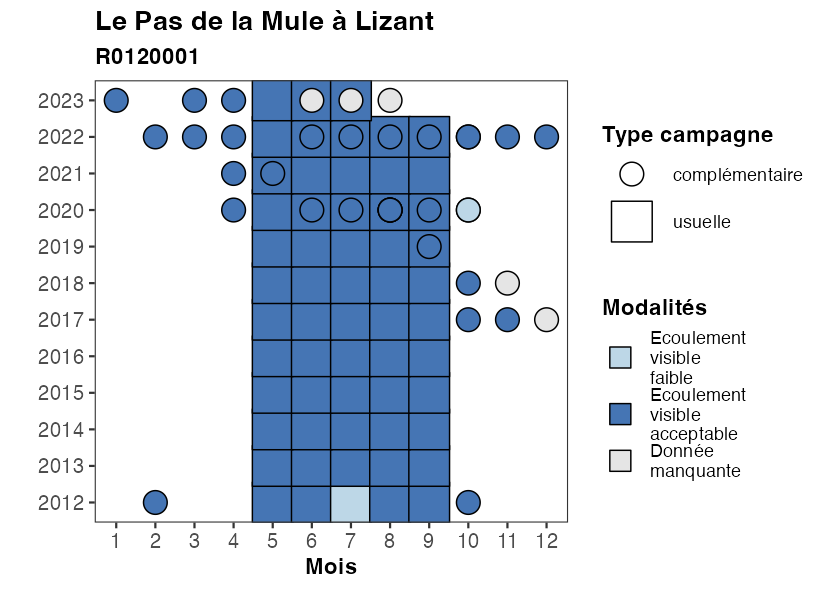 Le Pas de la Mule à Lizant
R0120001
2023
2022
2021
2020
2019
2018
2017
2016
2015
2014
2013
2012
1 2 3 4 5 6 7 8 9 10 11 12
Mois
Type campagne
complémentaire
usuelle
Modalités
Ecoulement
visible
faible
Ecoulement
visible
acceptable
Donnée
manquante